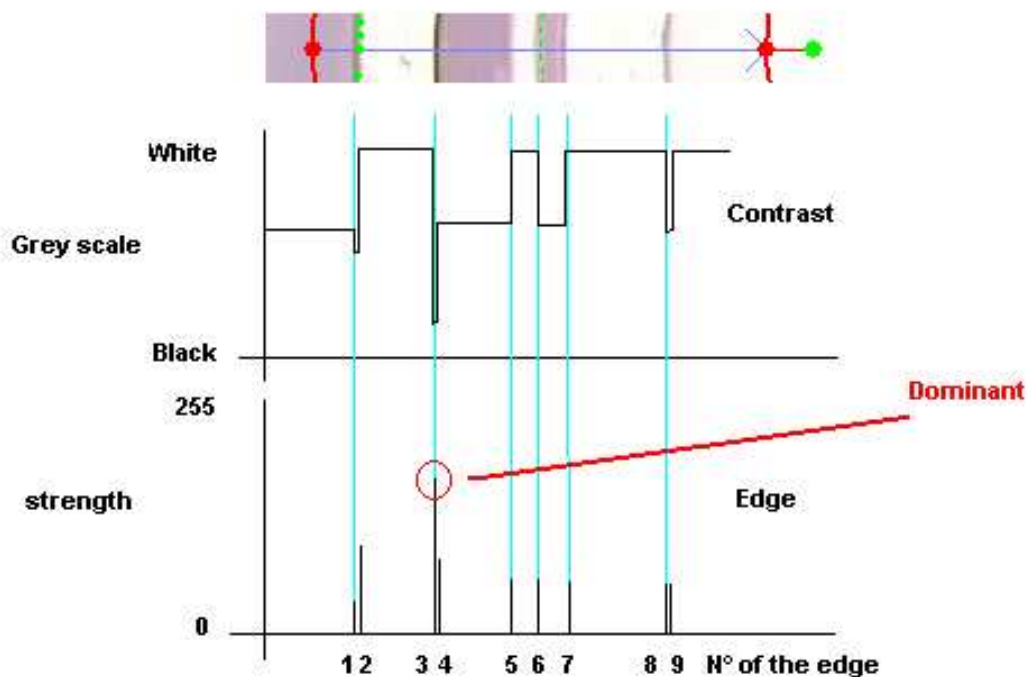 White
Contrast
Grey scale
Black
255
Dominant
strength
Edge
0
1 2 3 4 5 6 7 8 9 N° of the edge